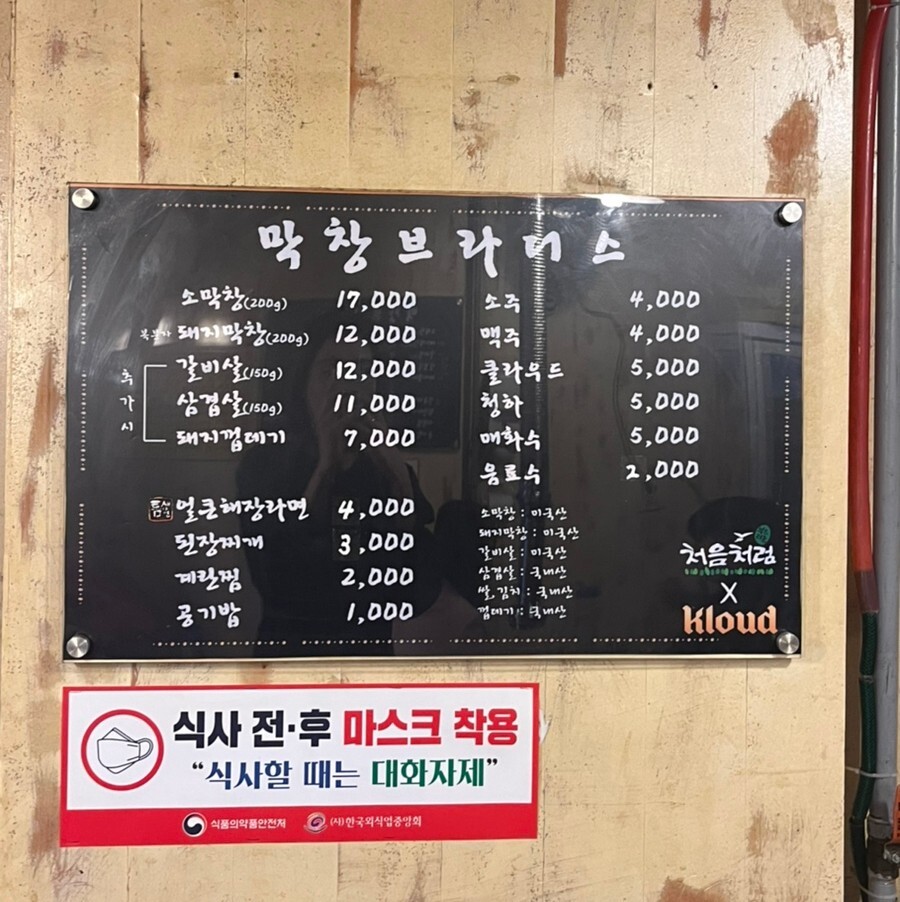 막창브라더스
소막창(200g) 17,000
돼지막창(200g) 12,000
추가시
갈비살(150g) 12,000
삼겹살(150g) 11,000
돼지껍데기 7,000
틈새 얼큰해장라면 4,000
된장찌개 3,000
계란찜 2,000
공기밥 1,000
소주 4,000
맥주 4,000
클라우드 5,000
청하 5,000
매화수 5,000
음료수 2,000
소막창 : 미국산
돼지막창 : 미국산
갈비살 : 미국산
삼겹살 : 국내산
쌀, 김치 : 국내산
껍데기 : 국내산
처음처럼
X
Kloud
식사 전·후 마스크 착용
“식사할 때는 대화자제”
식품의약품안전처 (사)한국외식업중앙회